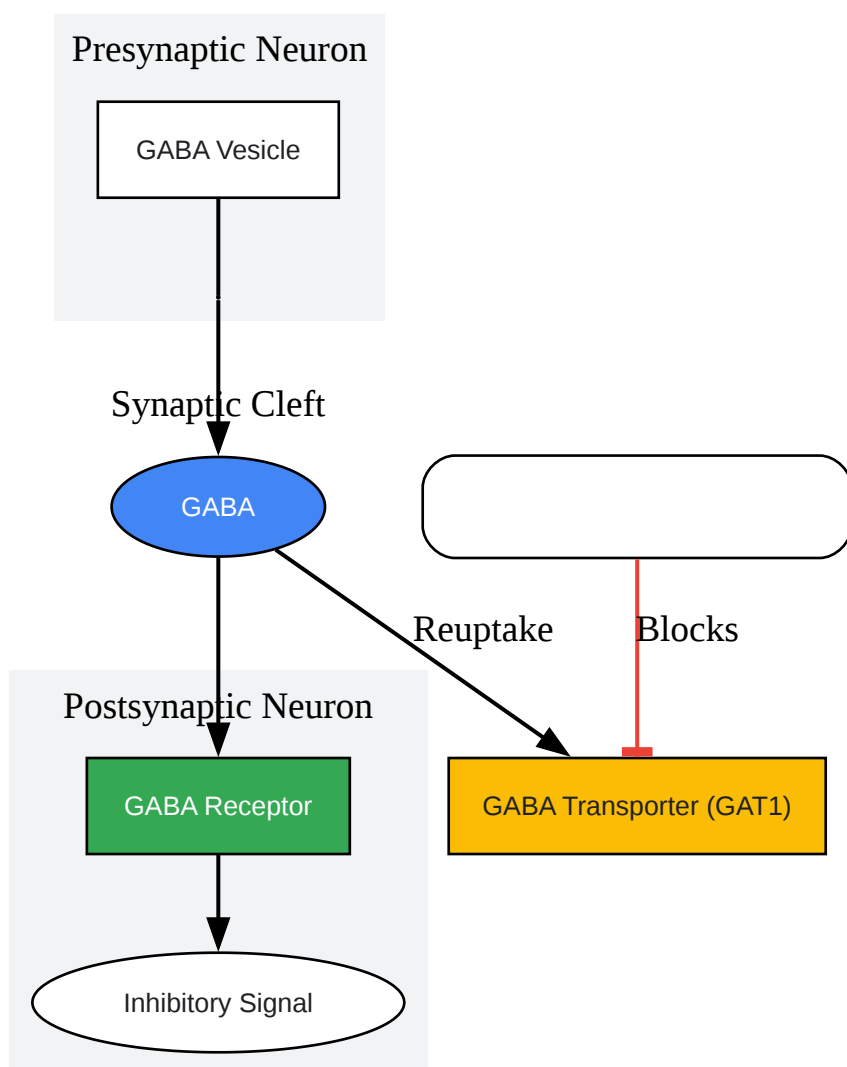 Presynaptic Neuron
GABA Vesicle
Synaptic Cleft
GABA
Reuptake
Blocks
Postsynaptic Neuron
GABA Receptor
GABA Transporter (GAT1)
Inhibitory Signal